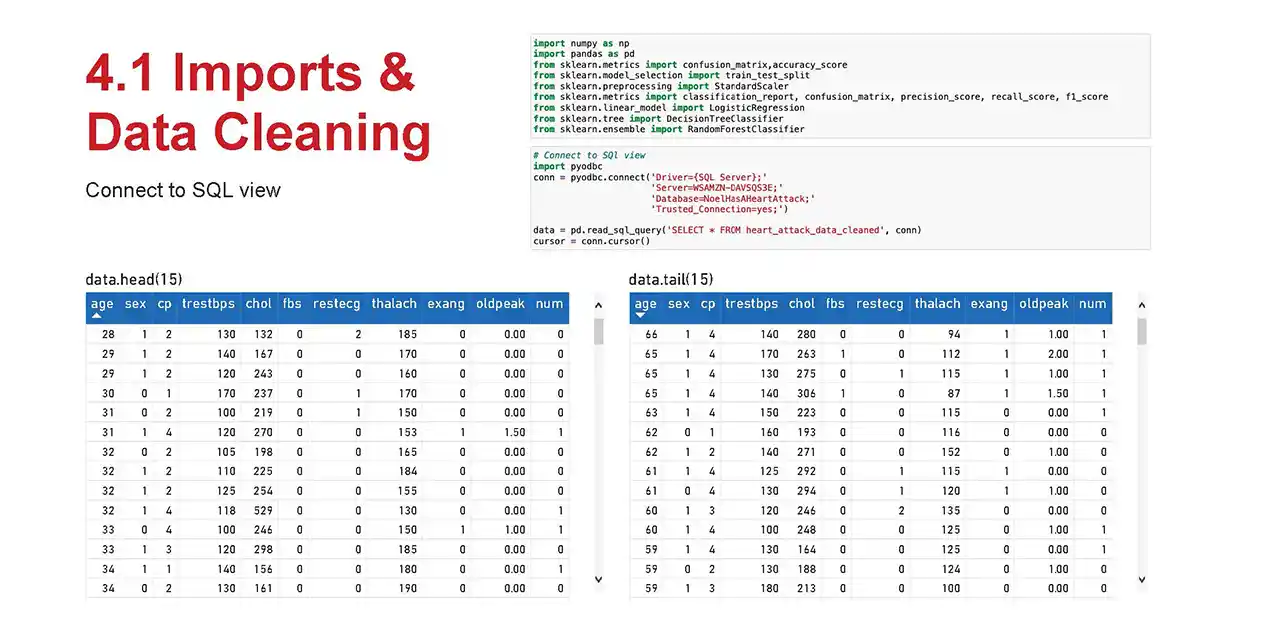 4.1 Imports &
Data Cleaning
Connect to SQL view
import numpy as np
import pandas as pd
from sklearn.metrics import confusion_matrix,accuracy_score
from sklearn.model_selection import train_test_split
from sklearn.preprocessing import StandardScaler
from sklearn.metrics import classification_report, confusion_matrix, precision_score, recall_score, f1_score
from sklearn.linear_model import LogisticRegression
from sklearn.tree import DecisionTreeClassifier
from sklearn.ensemble import RandomForestClassifier
# Connect to SQl view
import pyodbc
conn = pyodbc.connect('Driver={SQL Server};'
'Server=WSAMZN-DAVSQS3E;'
'Database=NoelHasAHeartAttack;'
'Trusted_Connection=yes;')
data = pd.read_sql_query('SELECT * FROM heart_attack_data_cleaned', conn)
cursor = conn.cursor()
data.head(15)
age sex cp trestbps chol fbs restecg thalach exang oldpeak num
28 1 2 130 132 0 2 185 0 0.00 0
29 1 2 140 167 0 0 170 0 0.00 0
29 1 2 120 243 0 0 160 0 0.00 0
30 0 1 170 237 0 1 170 0 0.00 0
31 0 2 100 219 0 1 150 0 0.00 0
31 1 4 120 270 0 0 153 1 1.50 1
32 0 2 105 198 0 0 165 0 0.00 0
32 1 2 110 225 0 0 184 0 0.00 0
32 1 2 125 254 0 0 155 0 0.00 0
32 1 4 118 529 0 0 130 0 0.00 1
33 0 4 100 246 0 0 150 1 1.00 1
33 1 3 120 298 0 0 185 0 0.00 0
34 1 1 140 156 0 0 180 0 0.00 1
34 0 2 130 161 0 0 190 0 0.00 0
data.tail(15)
age sex cp trestbps chol fbs restecg thalach exang oldpeak num
66 1 4 140 280 0 0 94 1 1.00 1
65 1 4 170 263 1 0 112 1 2.00 1
65 1 4 130 275 0 1 115 1 1.00 1
65 1 4 140 306 1 0 87 1 1.50 1
63 1 4 150 223 0 0 115 0 0.00 1
62 0 1 160 193 0 0 116 0 0.00 0
62 1 2 140 271 0 0 152 0 1.00 0
61 1 4 125 292 0 1 115 1 0.00 0
61 0 4 130 294 0 1 120 1 1.00 0
60 1 3 120 246 0 2 135 0 0.00 0
60 1 4 100 248 0 0 125 0 1.00 1
59 1 4 130 164 0 0 125 0 0.00 1
59 0 2 130 188 0 0 124 0 1.00 0
59 1 3 180 213 0 0 100 0 0.00 0